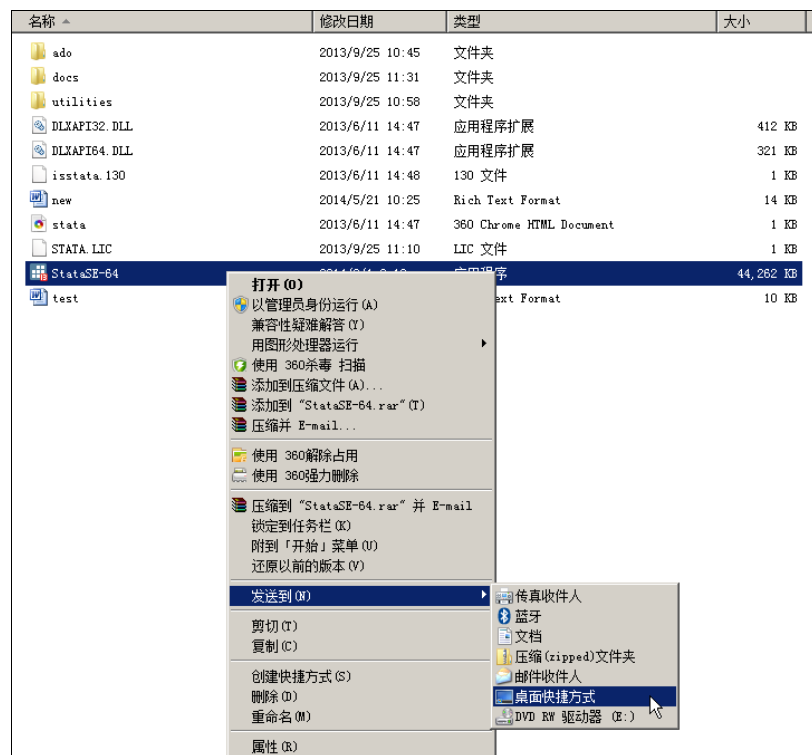 名称 修改日期 类型 大小
ado 2013/9/25 10:45 文件夹
docs 2013/9/25 11:31 文件夹
utilities 2013/9/25 10:58 文件夹
DLXAPI32.DLL 2013/6/11 14:47 应用程序扩展 412 KB
DLXAPI64.DLL 2013/6/11 14:47 应用程序扩展 321 KB
isstata.130 2013/6/11 14:48 130 文件 1 KB
new 2014/5/21 10:25 Rich Text Format 14 KB
stata 2013/6/11 14:47 360 Chrome HTML Document 1 KB
STATA.LIC 2013/9/25 11:10 LIC 文件 1 KB
StataSE-64 44,262 KB
test ext Format 10 KB
打开(O)
以管理员身份运行(A)
兼容性疑难解答(Y)
用图形处理器运行
使用 360杀毒 扫描
添加到压缩文件(A)...
添加到 "StataSE-64.rar"(T)
压缩并 E-mail...
使用 360解除占用
使用 360强力删除
压缩到 "StataSE-64.rar" 并 E-mail
锁定到任务栏(K)
附到「开始」菜单(U)
还原以前的版本(V)
发送到(N)
剪切(T)
复制(C)
创建快捷方式(S)
删除(D)
重命名(M)
属性(R)
传真收件人
蓝牙
文档
压缩(zipped)文件夹
邮件收件人
桌面快捷方式
DVD RW 驱动器 (E:)